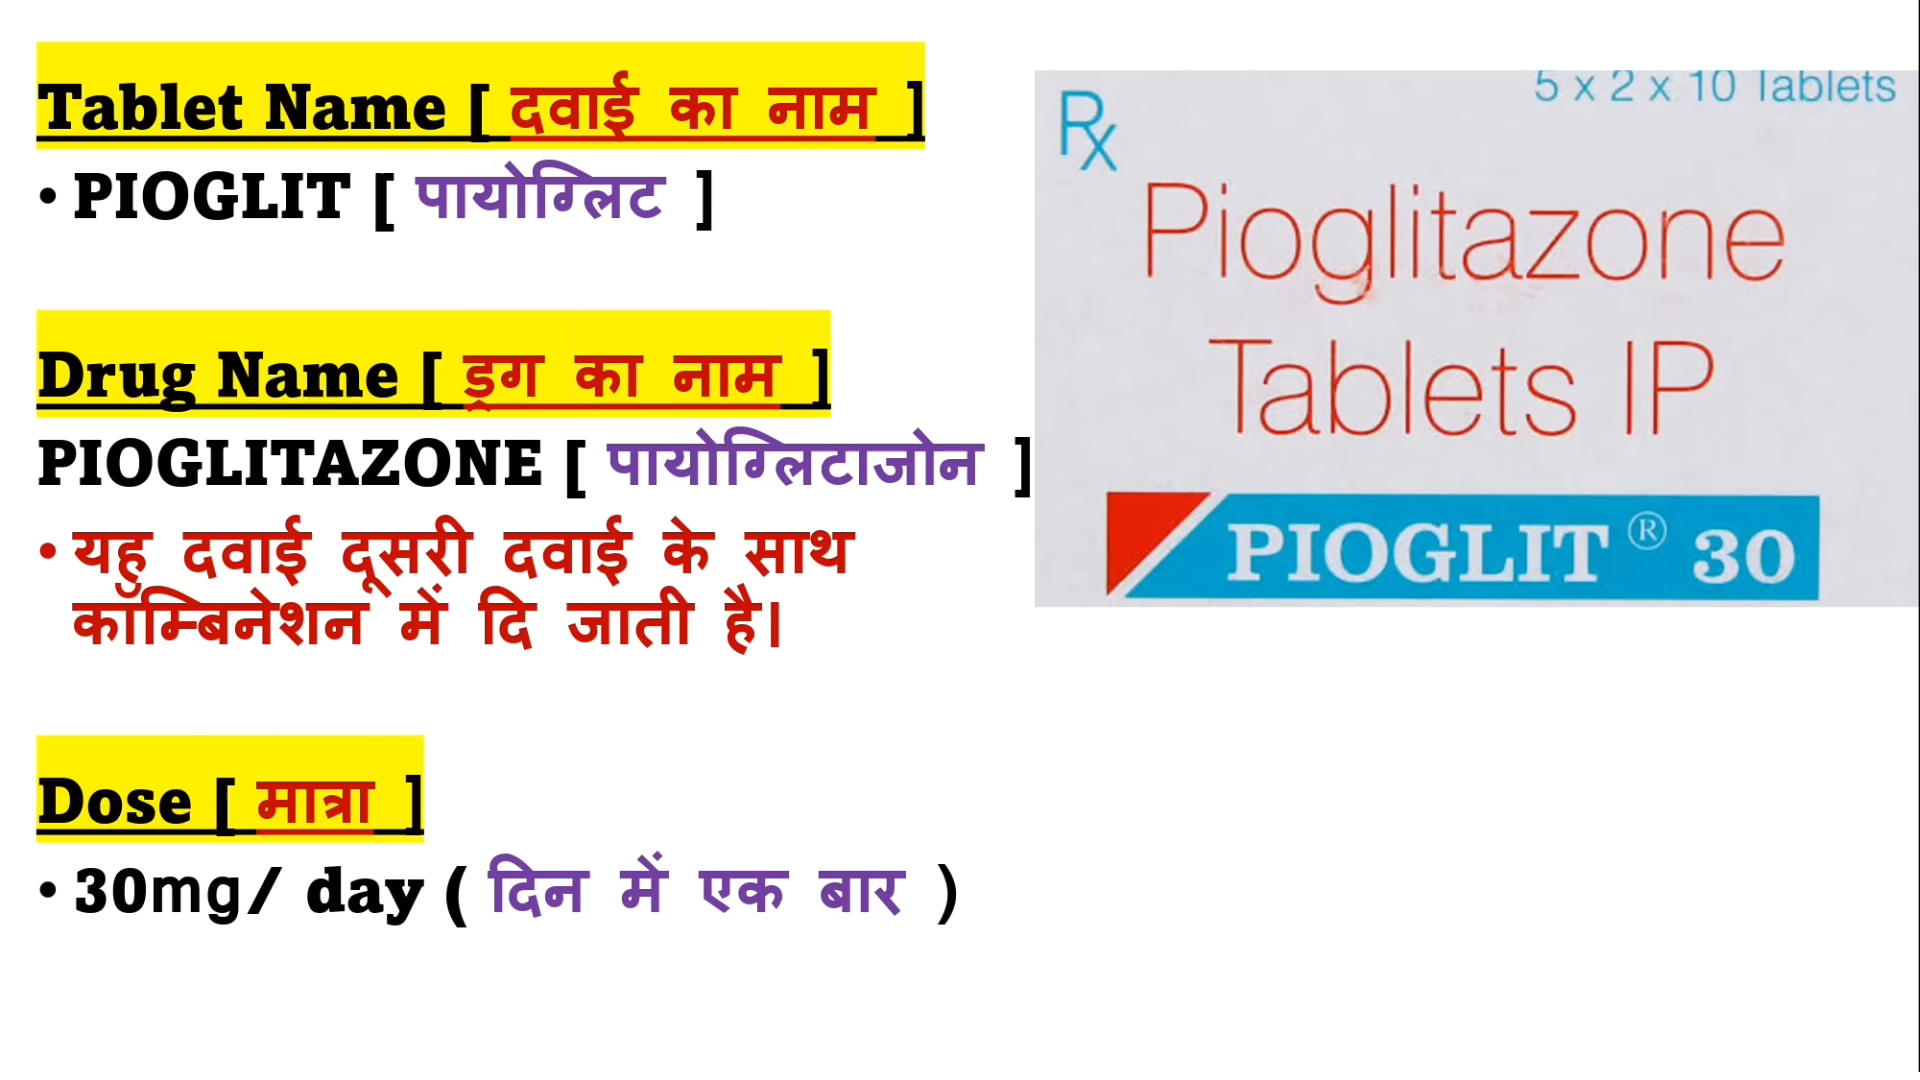 Tablet Name [ दवाई का नाम ]
• PIOGLIT [ पायोग्लिट ]
Drug Name [ ड्रग का नाम ]
PIOGLITAZONE [ पायोग्लिटाजोन ]
• यह दवाई दूसरी दवाई के साथ
कॉम्बिनेशन में दि जाती है।
Dose [ मात्रा ]
• 30mg/ day ( दिन में एक बार )
5 x 2 x 10 Tablets
Rx
Pioglitazone
Tablets IP
PIOGLIT ® 30